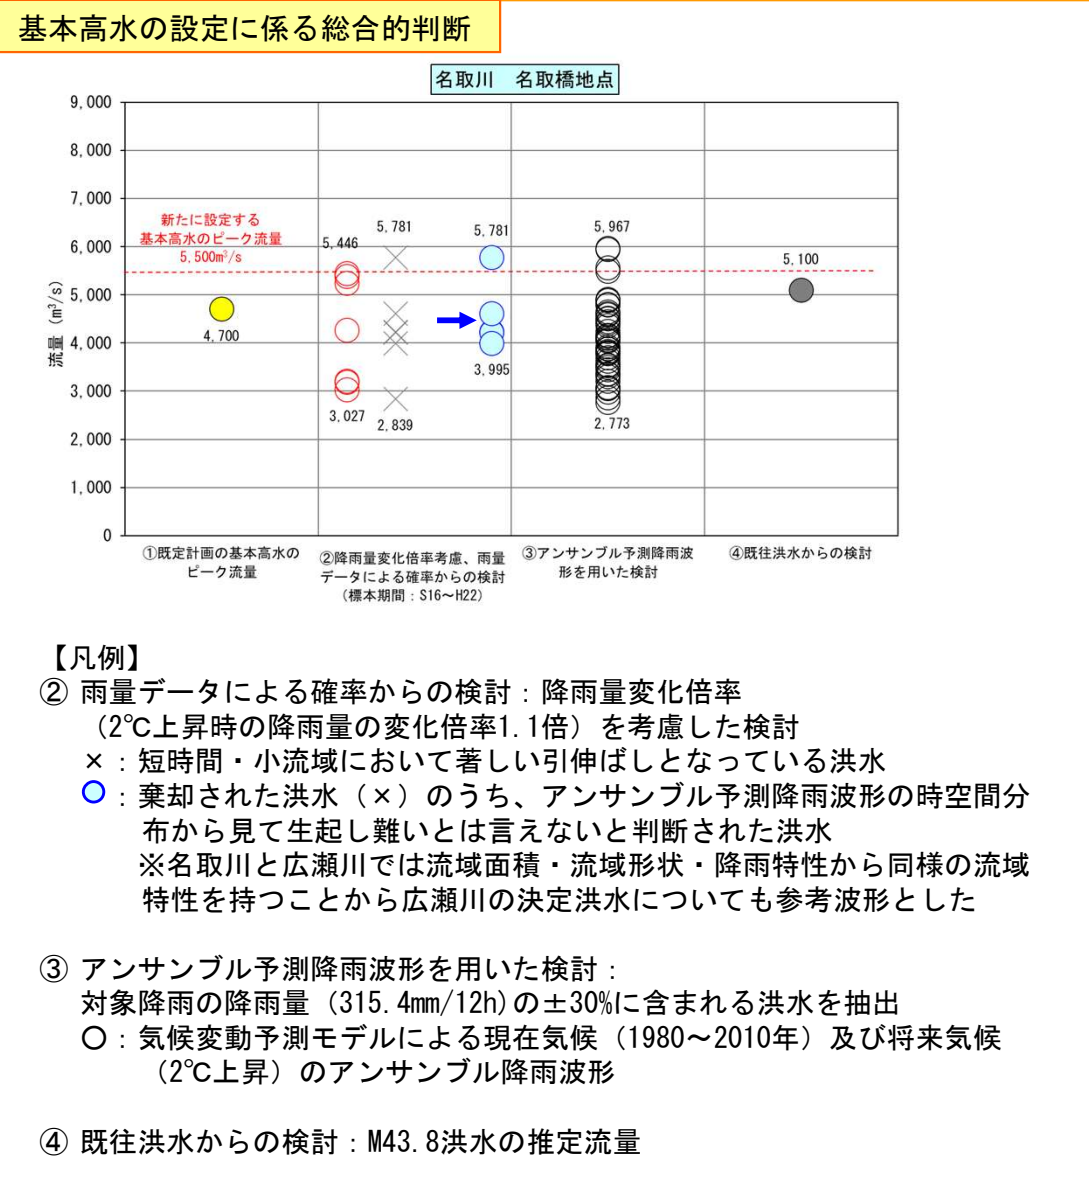 基本高水の設定に係る総合的判断
名取川　名取橋地点
9,000
8,000
7,000
6,000
5,000
4,000
3,000
2,000
1,000
0
流量（m³/s）
新たに設定する
基本高水のピーク流量
5,500m³/s
4,700
5,446
3,027
5,781
2,839
5,781
3,995
5,967
2,773
5,100
①既定計画の基本高水の
ピーク流量
②降雨量変化倍率考慮、雨量
データによる確率からの検討
（標本期間：S16～H22）
③アンサンブル予測降雨波
形を用いた検討
④既往洪水からの検討
【凡例】
② 雨量データによる確率からの検討：降雨量変化倍率
（2℃上昇時の降雨量の変化倍率1.1倍）を考慮した検討
×：短時間・小流域において著しい引伸ばしとなっている洪水
○：棄却された洪水（×）のうち、アンサンブル予測降雨波形の時空間分
布から見て生起し難いとは言えないと判断された洪水
※名取川と広瀬川では流域面積・流域形状・降雨特性から同様の流域
特性を持つことから広瀬川の決定洪水についても参考波形とした
③ アンサンブル予測降雨波形を用いた検討：
対象降雨の降雨量（315.4mm/12h)の±30%に含まれる洪水を抽出
〇：気候変動予測モデルによる現在気候（1980～2010年）及び将来気候
（2℃上昇）のアンサンブル降雨波形
④ 既往洪水からの検討：M43.8洪水の推定流量